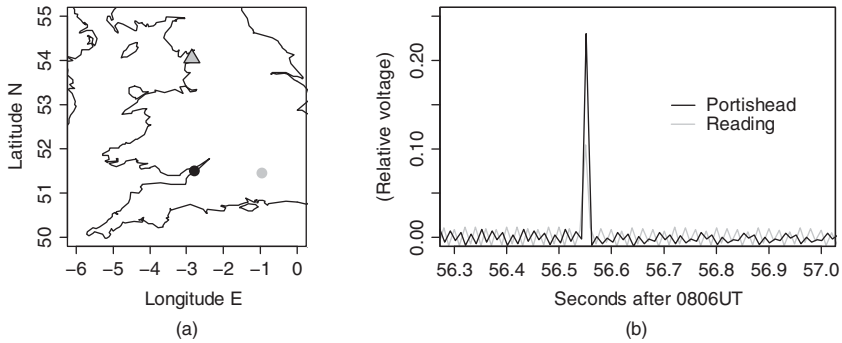 55
54
53
52
51
50
Latitude N
−6 −5 −4 −3 −2 −1 0
Longitude E
(a)
0.20
0.10
0.00
(Relative voltage)
Portishead
Reading
56.3 56.4 56.5 56.6 56.7 56.8 56.9 57.0
Seconds after 0806UT
(b)